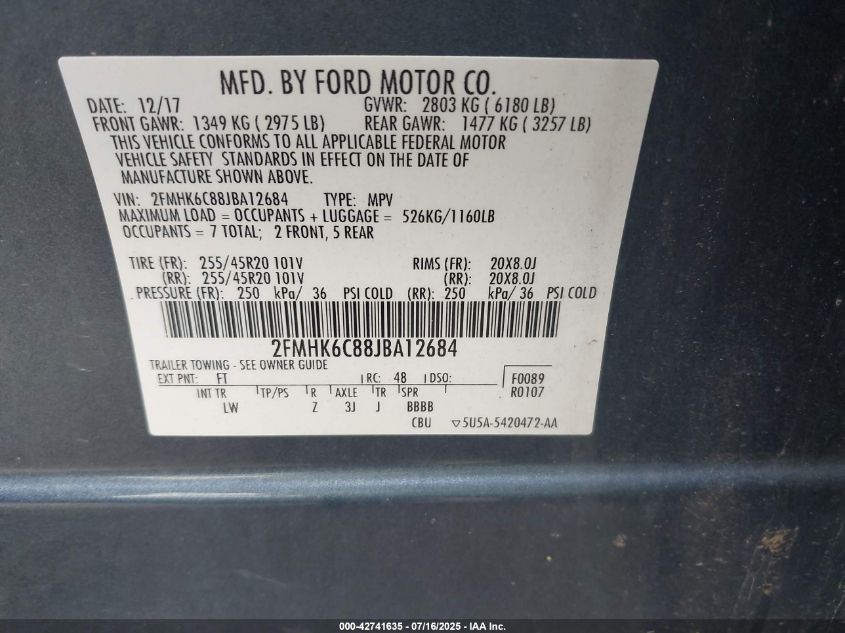 MFD. BY FORD MOTOR CO.
DATE: 12/17 GVWR: 2803 KG ( 6180 LB)
FRONT GAWR: 1349 KG ( 2975 LB) REAR GAWR: 1477 KG ( 3257 LB)
THIS VEHICLE CONFORMS TO ALL APPLICABLE FEDERAL MOTOR
VEHICLE SAFETY STANDARDS IN EFFECT ON THE DATE OF
MANUFACTURE SHOWN ABOVE.
VIN: 2FMHK6C88JBA12684 TYPE: MPV
MAXIMUM LOAD = OCCUPANTS + LUGGAGE = 526KG/1160LB
OCCUPANTS = 7 TOTAL; 2 FRONT, 5 REAR
TIRE (FR): 255/45R20 101V RIMS (FR): 20X8.0J
(RR): 255/45R20 101V (RR): 20X8.0J
PRESSURE (FR): 250 kPa/ 36 PSI COLD (RR): 250 kPa/ 36 PSI COLD
2FMHK6C88JBA12684
TRAILER TOWING - SEE OWNER GUIDE
EXT PNT: FT RC: 48 DSO: F0089
INT TR TP/PS R AXLE TR SPR R0107
LW Z 3J J BBBB
CBU ▽5U5A-5420472-AA
000-42741635 - 07/16/2025 - IAA Inc.